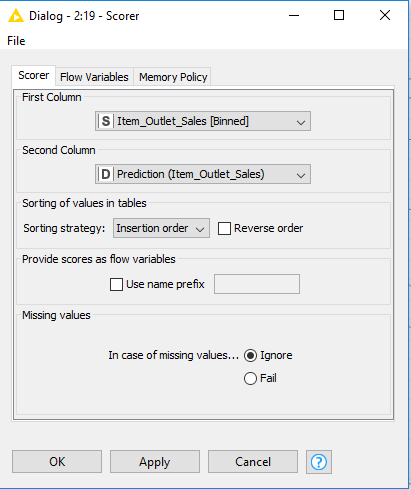 Dialog - 2:19 - Scorer
File
Scorer Flow Variables Memory Policy
First Column
S Item_Outlet_Sales [Binned]
Second Column
D Prediction (Item_Outlet_Sales)
Sorting of values in tables
Sorting strategy: Insertion order Reverse order
Provide scores as flow variables
Use name prefix
Missing values
In case of missing values... Ignore
Fail
OK Apply Cancel ?